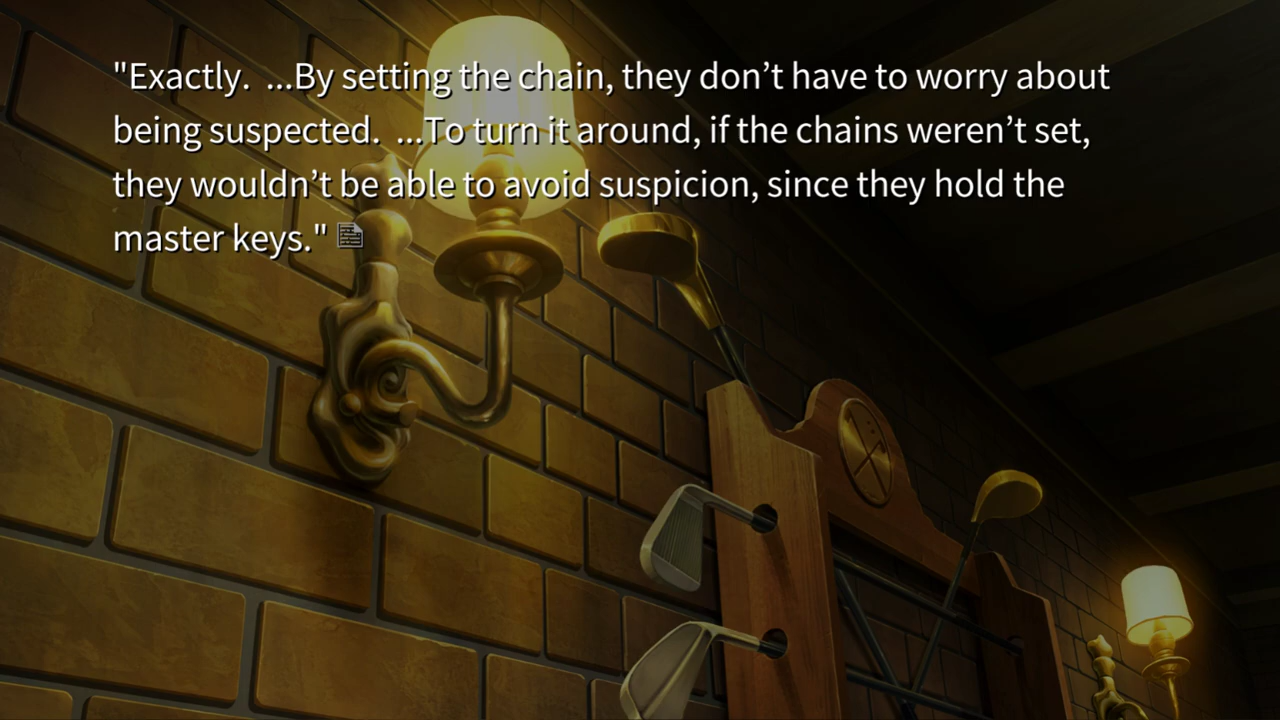 "Exactly.  ...By setting the chain, they don’t have to worry about
being suspected.  ...To turn it around, if the chains weren’t set,
they wouldn’t be able to avoid suspicion, since they hold the
master keys."